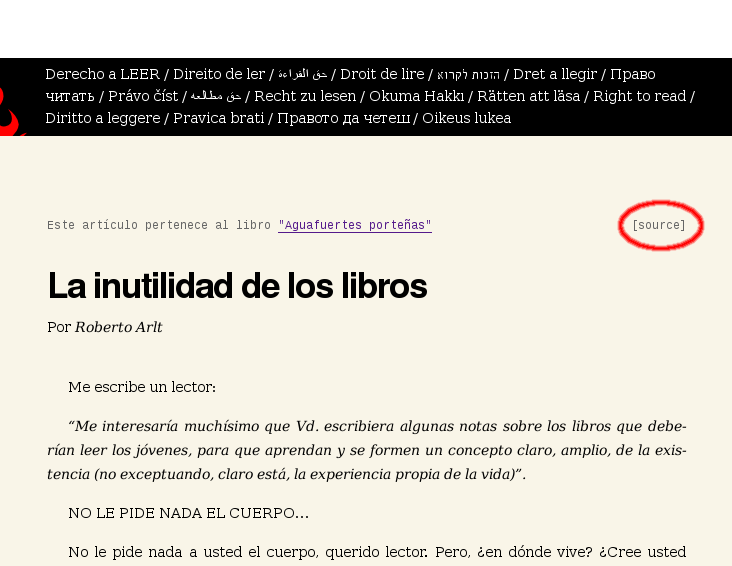 Derecho a LEER / Direito de ler / حق القراءة / Droit de lire / הזכות לקרוא / Dret a llegir / Право
читать / Právo číst / حق مطالعه / Recht zu lesen / Okuma Hakkı / Rätten att läsa / Right to read /
Diritto a leggere / Pravica brati / Правото да четеш / Oikeus lukea
Este artículo pertenece al libro "Aguafuertes porteñas" [source]
La inutilidad de los libros
Por Roberto Arlt
Me escribe un lector:
“Me interesaría muchísimo que Vd. escribiera algunas notas sobre los libros que debe-
rían leer los jóvenes, para que aprendan y se formen un concepto claro, amplio, de la exis-
tencia (no exceptuando, claro está, la experiencia propia de la vida)”.
NO LE PIDE NADA EL CUERPO…
No le pide nada a usted el cuerpo, querido lector. Pero, ¿en dónde vive? ¿Cree usted